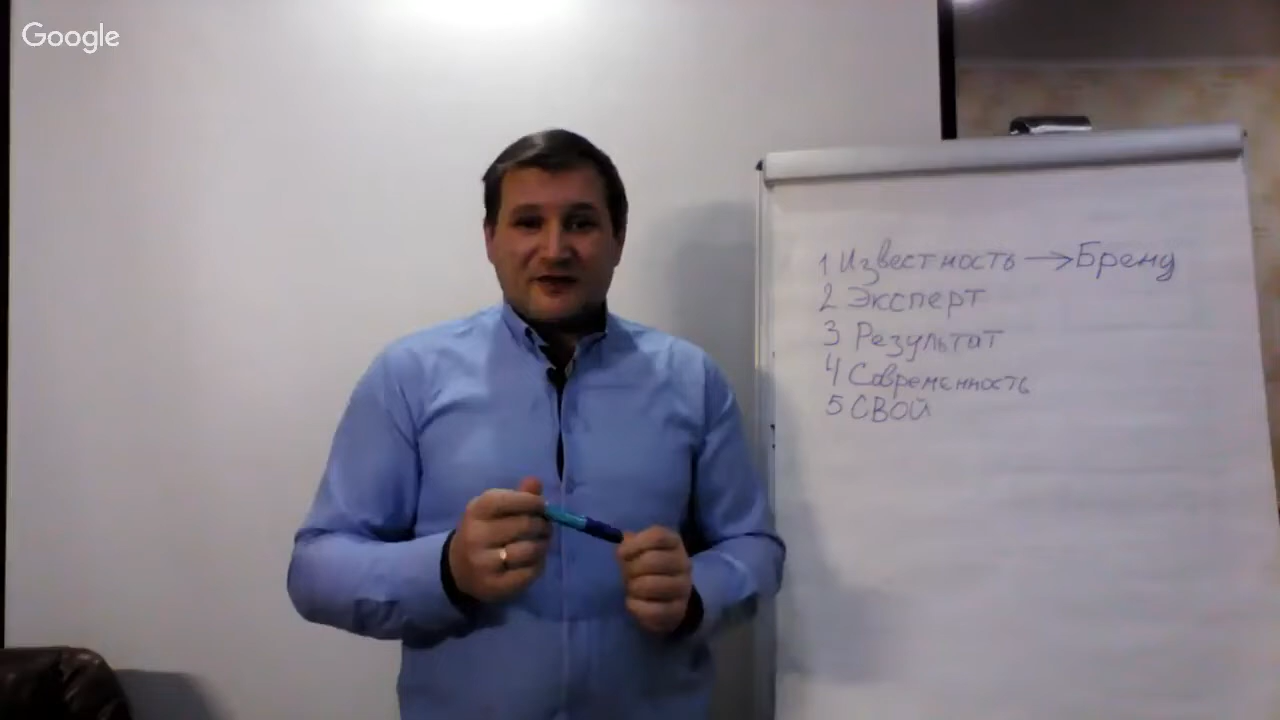 Google
1 Известность → Бренд
2 Эксперт
3 Результат
4 Современность
5 СВОЙ